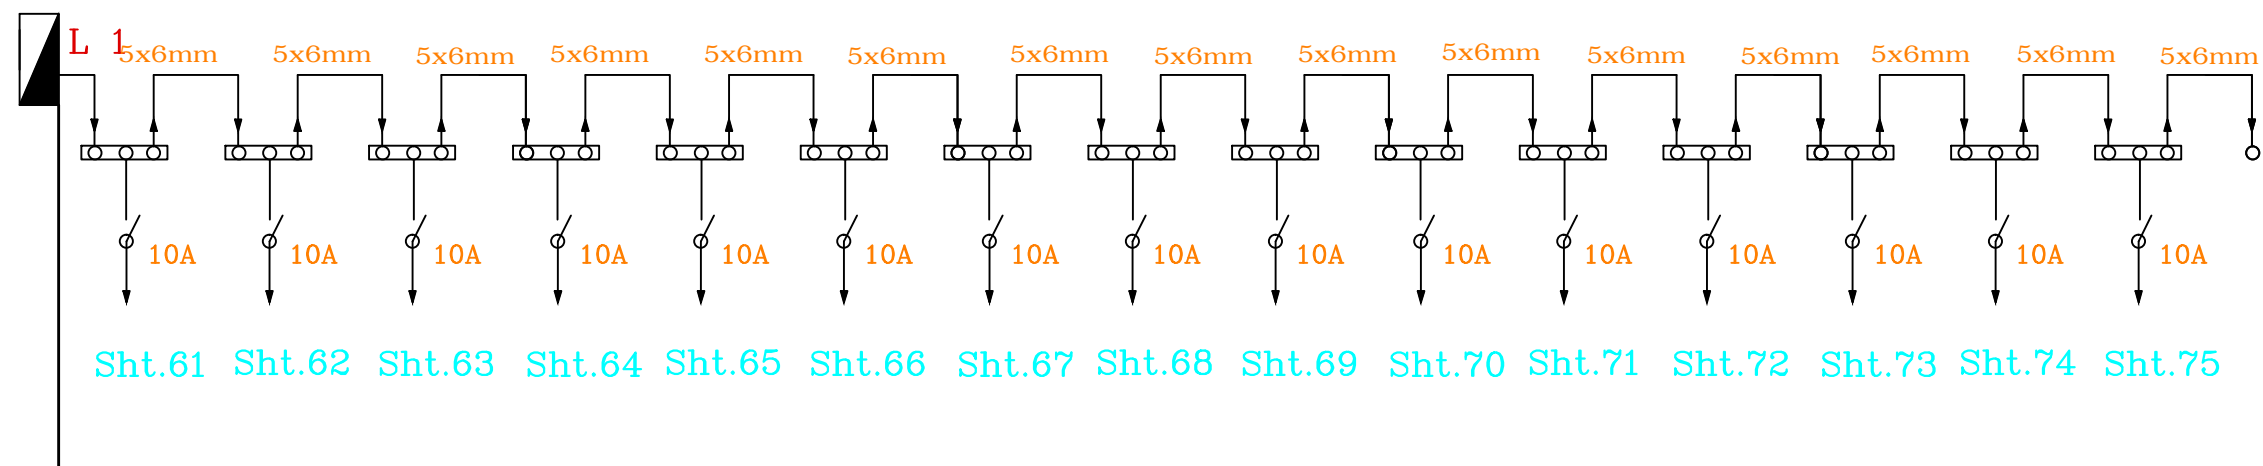 L 1
5x6mm 5x6mm 5x6mm 5x6mm 5x6mm 5x6mm 5x6mm 5x6mm 5x6mm 5x6mm 5x6mm 5x6mm 5x6mm 5x6mm 5x6mm
10A 10A 10A 10A 10A 10A 10A 10A 10A 10A 10A 10A 10A 10A 10A
Sht.61 Sht.62 Sht.63 Sht.64 Sht.65 Sht.66 Sht.67 Sht.68 Sht.69 Sht.70 Sht.71 Sht.72 Sht.73 Sht.74 Sht.75